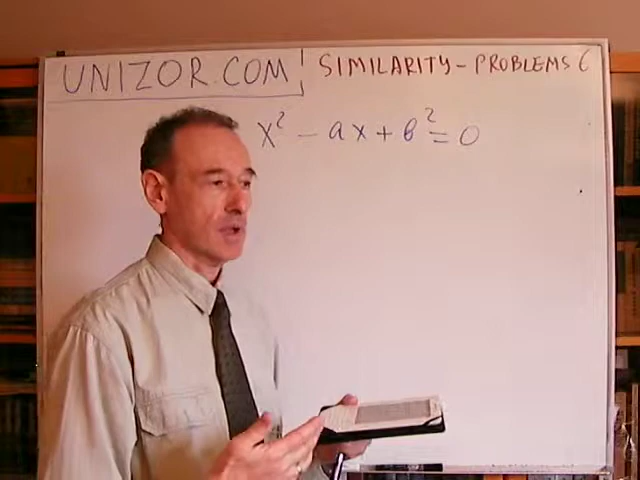 UNIZOR.COM
SIMILARITY - PROBLEMS 6
x² - ax + b² = 0